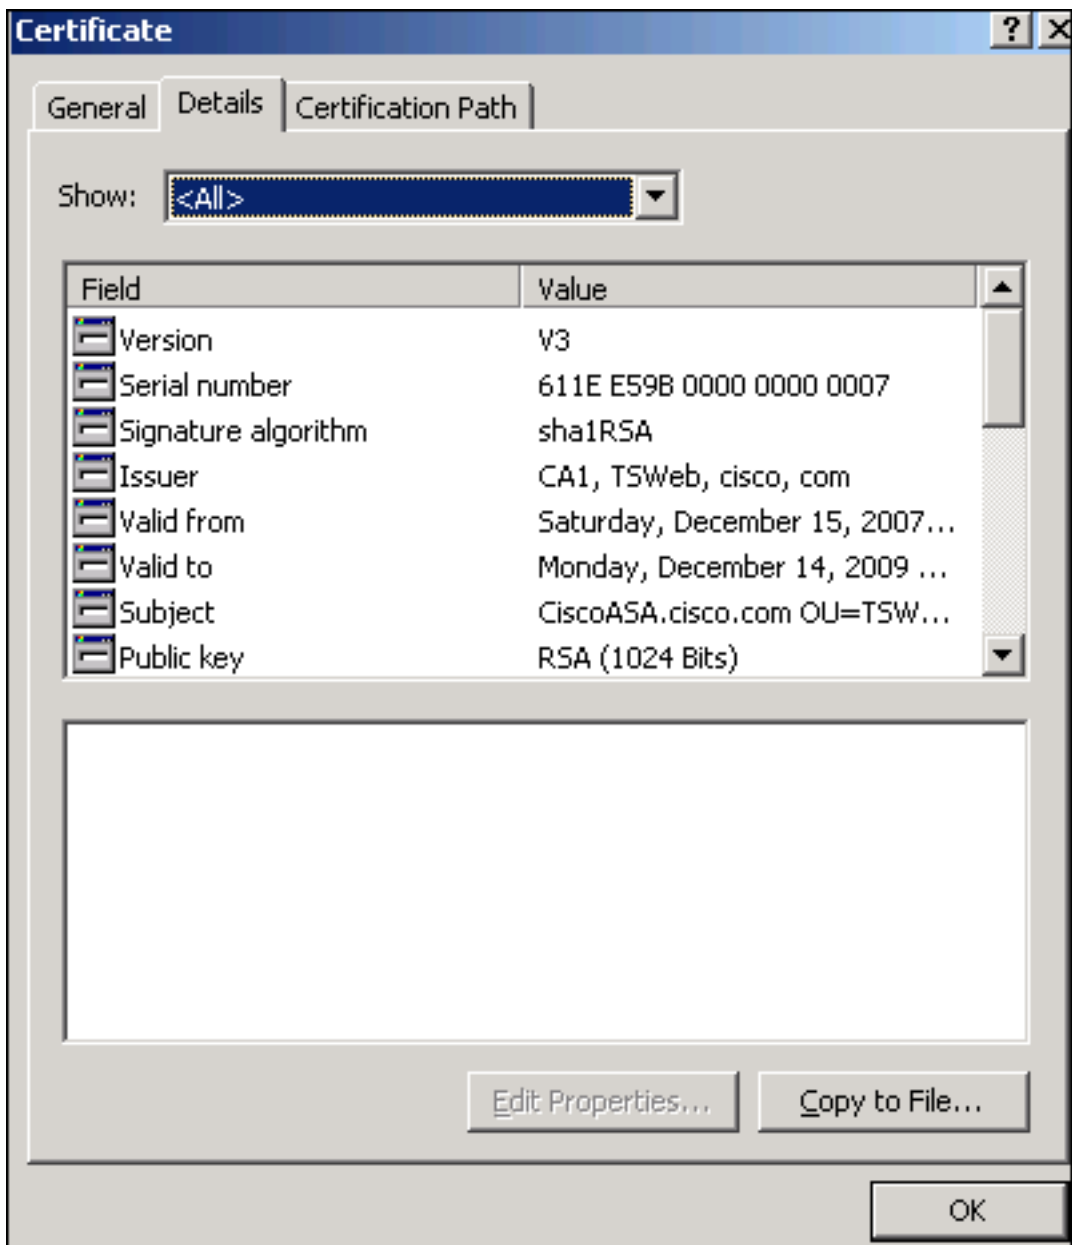 Certificate
General Details Certification Path
Show: <All>
Field Value
Version V3
Serial number 611E E59B 0000 0000 0007
Signature algorithm sha1RSA
Issuer CA1, TSWeb, cisco, com
Valid from Saturday, December 15, 2007...
Valid to Monday, December 14, 2009 ...
Subject CiscoASA.cisco.com OU=TSW...
Public key RSA (1024 Bits)
Edit Properties... Copy to File...
OK